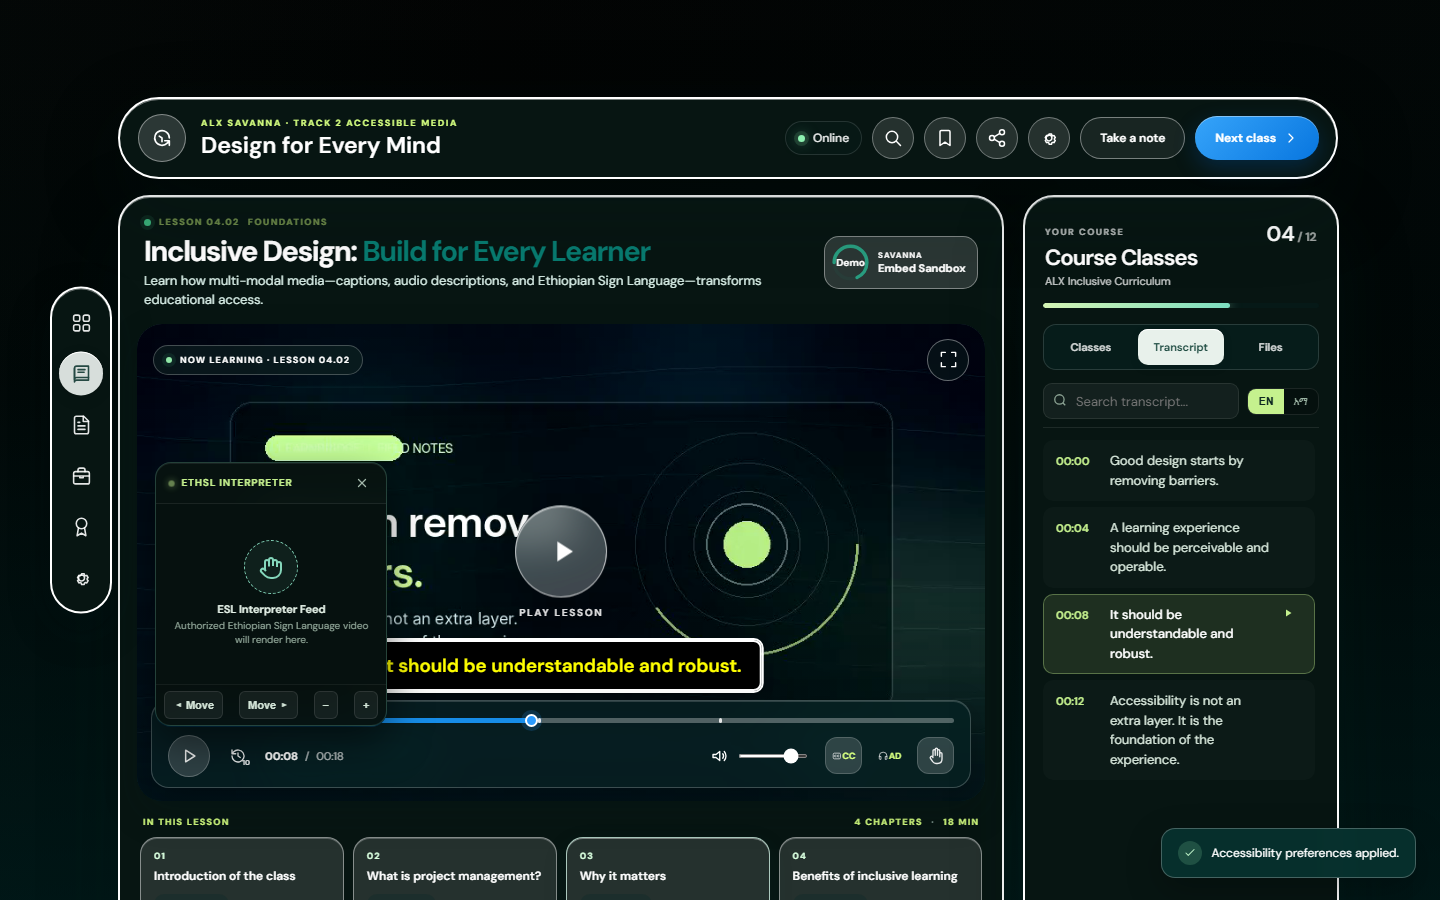 ALX SAVANNA · TRACK 2 ACCESSIBLE MEDIA
Design for Every Mind
Online
Take a note
Next class
LESSON 04.02 FOUNDATIONS
Inclusive Design: Build for Every Learner
Learn how multi-modal media—captions, audio descriptions, and Ethiopian Sign Language—transforms
educational access.
Demo
SAVANNA
Embed Sandbox
NOW LEARNING · LESSON 04.02
D NOTES
ETHSL INTERPRETER
n remov
rs.
not an extra layer.
PLAY LESSON
ESL Interpreter Feed
Authorized Ethiopian Sign Language video
will render here.
t should be understandable and robust.
Move
Move
−
+
10
00:08 / 00:18
CC
AD
IN THIS LESSON
4 CHAPTERS · 18 MIN
01
Introduction of the class
02
What is project management?
03
Why it matters
04
Benefits of inclusive learning
YOUR COURSE
04 / 12
Course Classes
ALX Inclusive Curriculum
Classes
Transcript
Files
Search transcript...
EN
አማ
00:00
Good design starts by
removing barriers.
00:04
A learning experience
should be perceivable and
operable.
00:08
It should be
understandable and
robust.
00:12
Accessibility is not an
extra layer. It is the
foundation of the
experience.
Accessibility preferences applied.